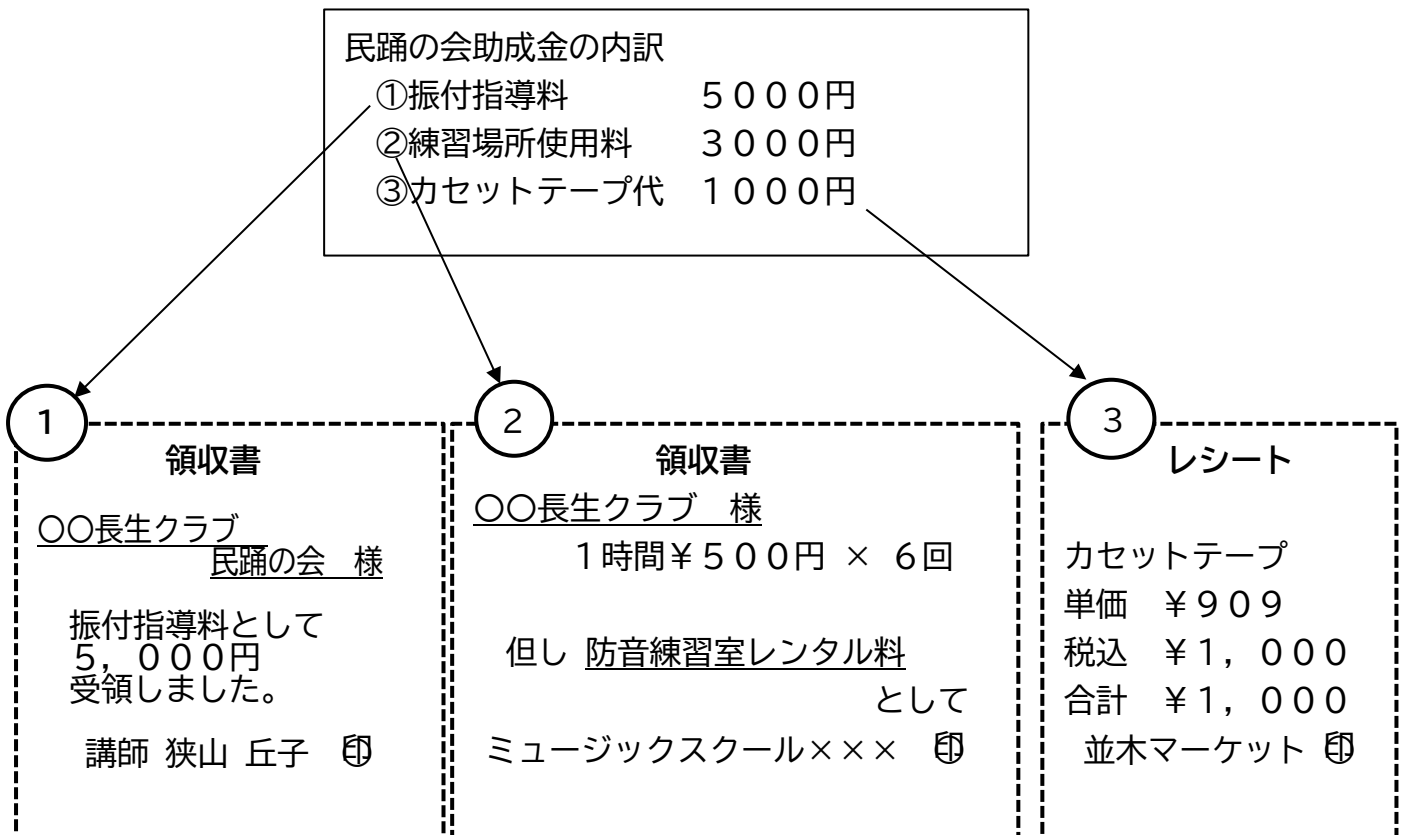 民踊の会助成金の内訳
①振付指導料　５０００円
②練習場所使用料　３０００円
③カセットテープ代　１０００円
1
領収書
〇〇長生クラブ
民踊の会　様
振付指導料として
５，０００円
受領しました。
講師 狭山 丘子　㊞
2
領収書
〇〇長生クラブ　様
１時間￥５００円 × ６回
但し 防音練習室レンタル料
として
ミュージックスクール×××　㊞
3
レシート
カセットテープ
単価　￥９０９
税込　￥１，０００
合計　￥１，０００
並木マーケット ㊞